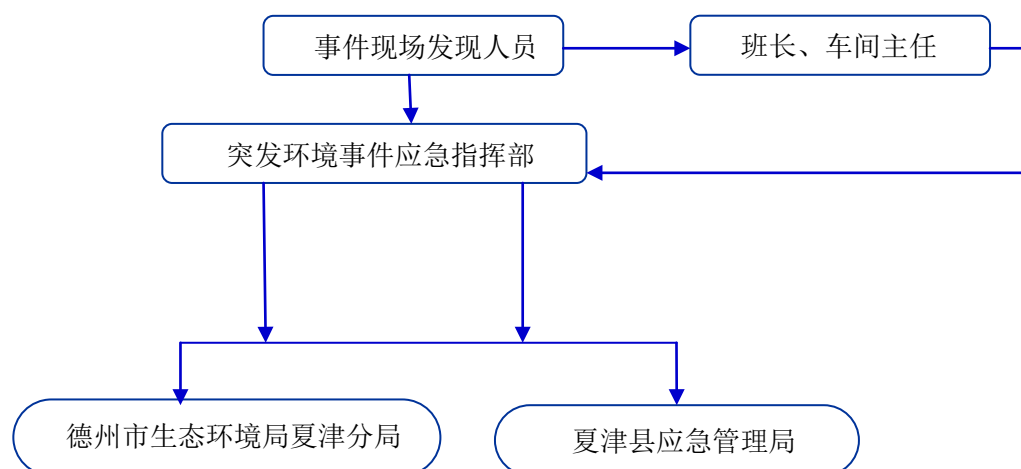 事件现场发现人员
班长、车间主任
突发环境事件应急指挥部
德州市生态环境局夏津分局
夏津县应急管理局